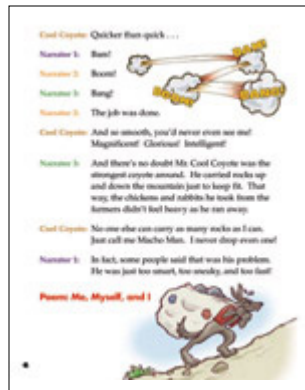 Cool Coyote: Quicker than quick . . .
BAM!
Narrator 1: Bam!
Narrator 2: Boom!
BOOM!
BANG!
Narrator 3: Bang!
Narrator 2: The job was done.
Cool Coyote: And so smooth, you'd never even see me!
Magnificent! Glorious! Intelligent!
Narrator 3: And there's no doubt Mr. Cool Coyote was the
strongest coyote around. He carried rocks up
and down the mountain just to keep fit. That
way, the chickens and rabbits he took from the
farmers didn't feel heavy as he ran away.
Cool Coyote: No one else can carry as many rocks as I can.
Just call me Macho Man. I never drop even one!
Narrator 1: In fact, some people said that was his problem.
He was just too smart, too sneaky, and too fast!
Poem: Me, Myself, and I